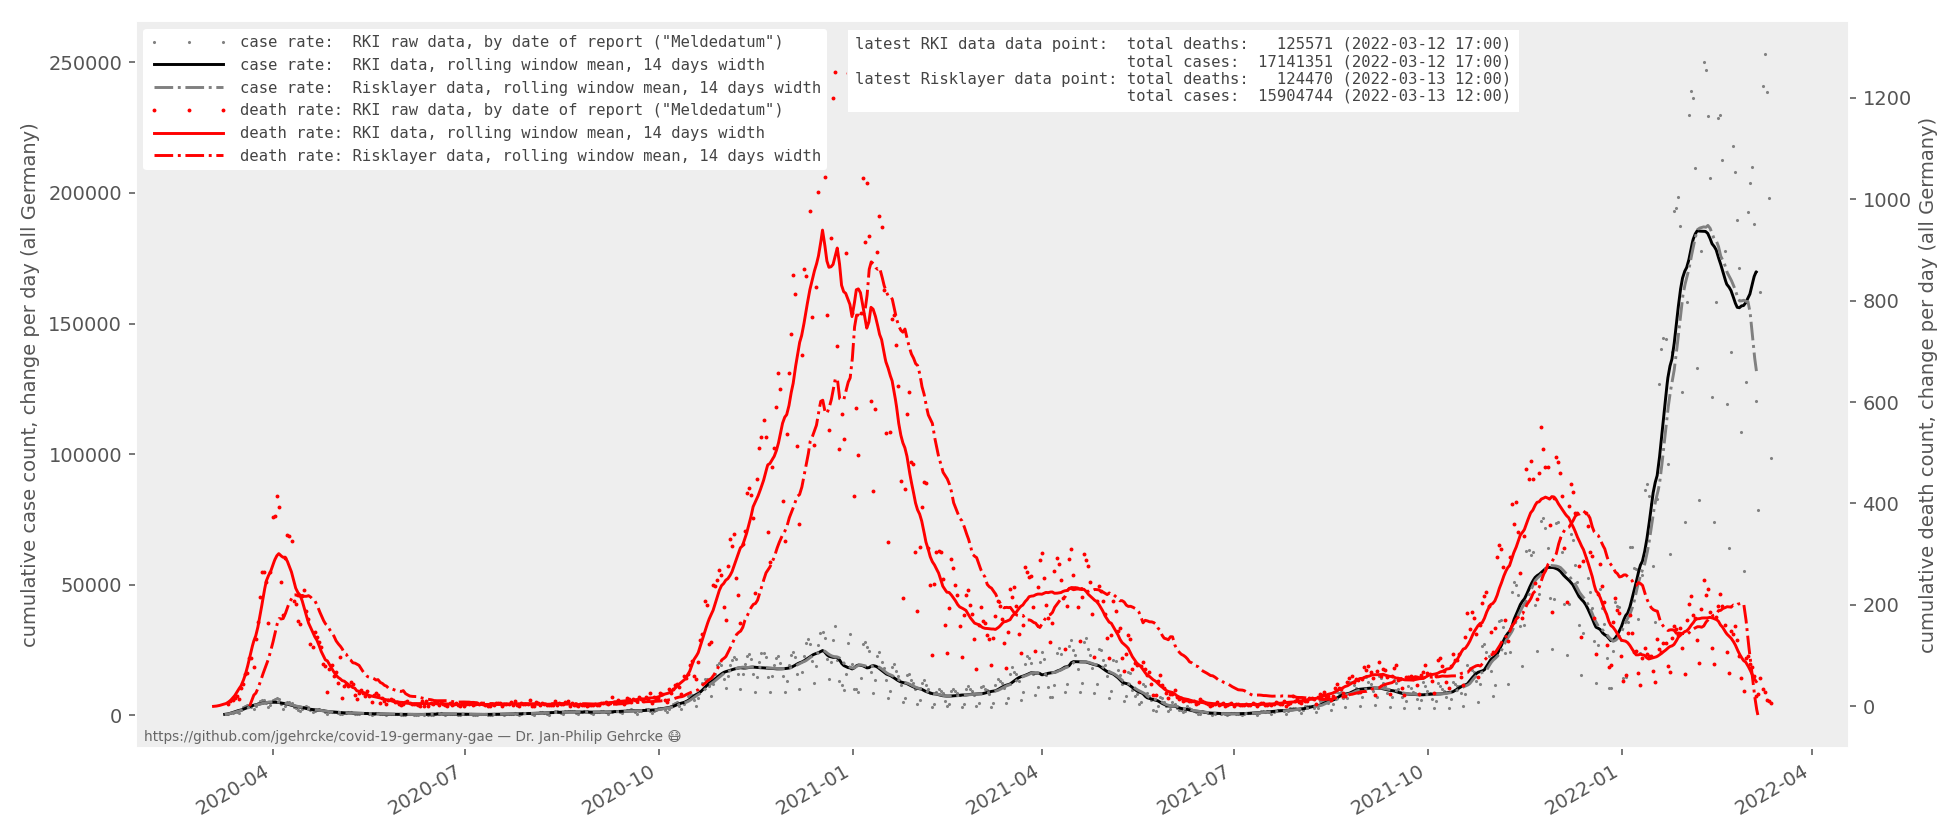 case rate:  RKI raw data, by date of report ("Meldedatum")
case rate:  RKI data, rolling window mean, 14 days width
case rate:  Risklayer data, rolling window mean, 14 days width
death rate: RKI raw data, by date of report ("Meldedatum")
death rate: RKI data, rolling window mean, 14 days width
death rate: Risklayer data, rolling window mean, 14 days width
latest RKI data data point:  total deaths:   125571 (2022-03-12 17:00)
total cases:  17141351 (2022-03-12 17:00)
latest Risklayer data point: total deaths:   124470 (2022-03-13 12:00)
total cases:  15904744 (2022-03-13 12:00)
cumulative case count, change per day (all Germany)
250000
200000
150000
100000
50000
0
1200
1000
800
600
400
200
0
cumulative death count, change per day (all Germany)
https://github.com/jgehrcke/covid-19-germany-gae — Dr. Jan-Philip Gehrcke 😷
2020-04
2020-07
2020-10
2021-01
2021-04
2021-07
2021-10
2022-01
2022-04